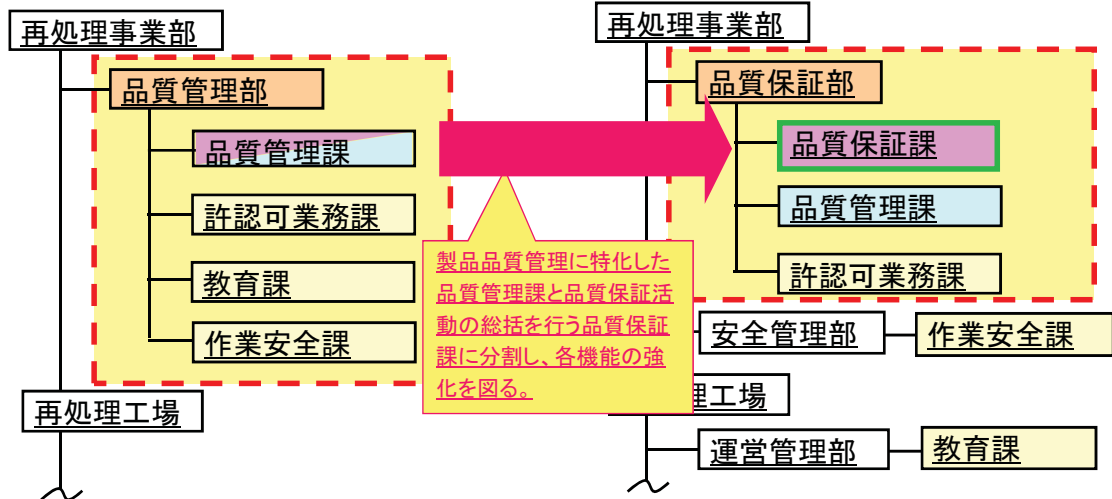 再処理事業部
品質管理部
品質管理課
許認可業務課
教育課
作業安全課
再処理工場
製品品質管理に特化した
品質管理課と品質保証活
動の総括を行う品質保証
課に分割し、各機能の強
化を図る。
再処理事業部
品質保証部
品質保証課
品質管理課
許認可業務課
安全管理部
作業安全課
理工場
運営管理部
教育課